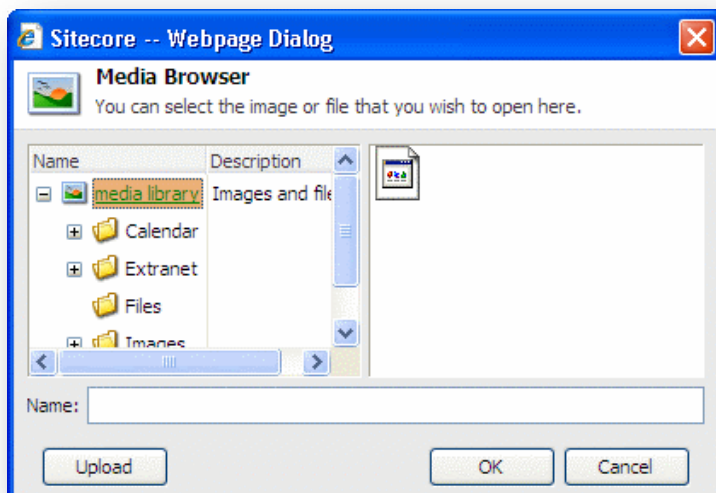 Sitecore -- Webpage Dialog
Media Browser
You can select the image or file that you wish to open here.
Name Description
media library Images and file
Calendar
Extranet
Files
Images
Name:
Upload OK Cancel